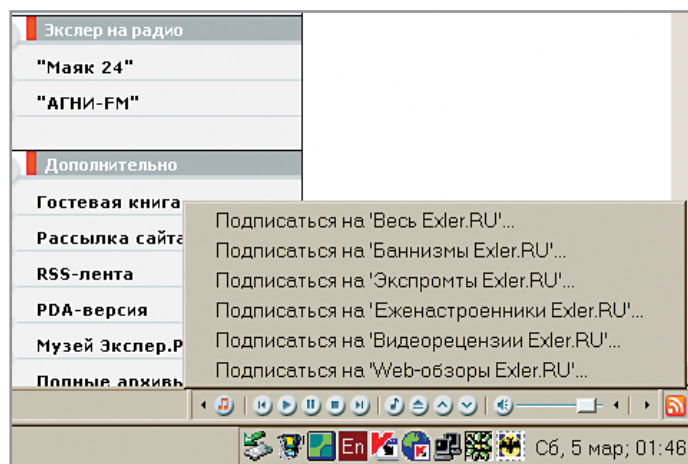 Экслер на радио
"Маяк 24"
"АГНИ-FM"
Дополнительно
Гостевая книга
Рассылка сайта
RSS-лента
PDA-версия
Музей Экслер.Р
Полные архивы
Подписаться на 'Весь Exler.RU'...
Подписаться на 'Баннизмы Exler.RU'...
Подписаться на 'Экспромты Exler.RU'...
Подписаться на 'Еженастроенники Exler.RU'...
Подписаться на 'Видеорецензии Exler.RU'...
Подписаться на 'Web-обзоры Exler.RU'...
En
Сб, 5 мар; 01:46